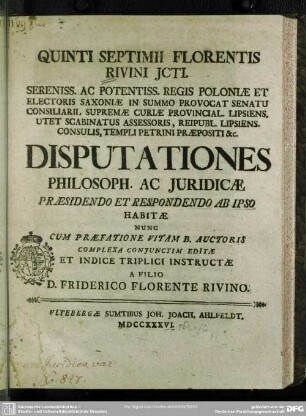 QUINTI SEPTIMII FLORENTIS
RIVINI JCTI.
SERENISS. AC POTENTISS. REGIS POLONIÆ ET
ELECTORIS SAXONIÆ IN SUMMO PROVOCAT SENATU
CONSILIARII, SUPREMÆ CURIÆ PROVINCIAL. LIPSIENS.
UTET SCABINATUS ASSESSORIS, REIPUBL. LIPSIENS.
CONSULIS, TEMPLI PETRINI PRÆPOSITI &c.
DISPUTATIONES
PHILOSOPH. AC JURIDICÆ
PRÆSIDENDO ET RESPONDENDO AB IPSO
HABITÆ
NUNC
CUM PRÆFATIONE VITAM B. AUCTORIS
COMPLEXA CONJUNCTIM EDITÆ
ET INDICE TRIPLICI INSTRUCTÆ
A FILIO
D. FRIDERICO FLORENTE RIVINO.
VITEBERGÆ SUMTIBUS JOH. JOACH. AHLFELDT.
MDCCXXXVI.